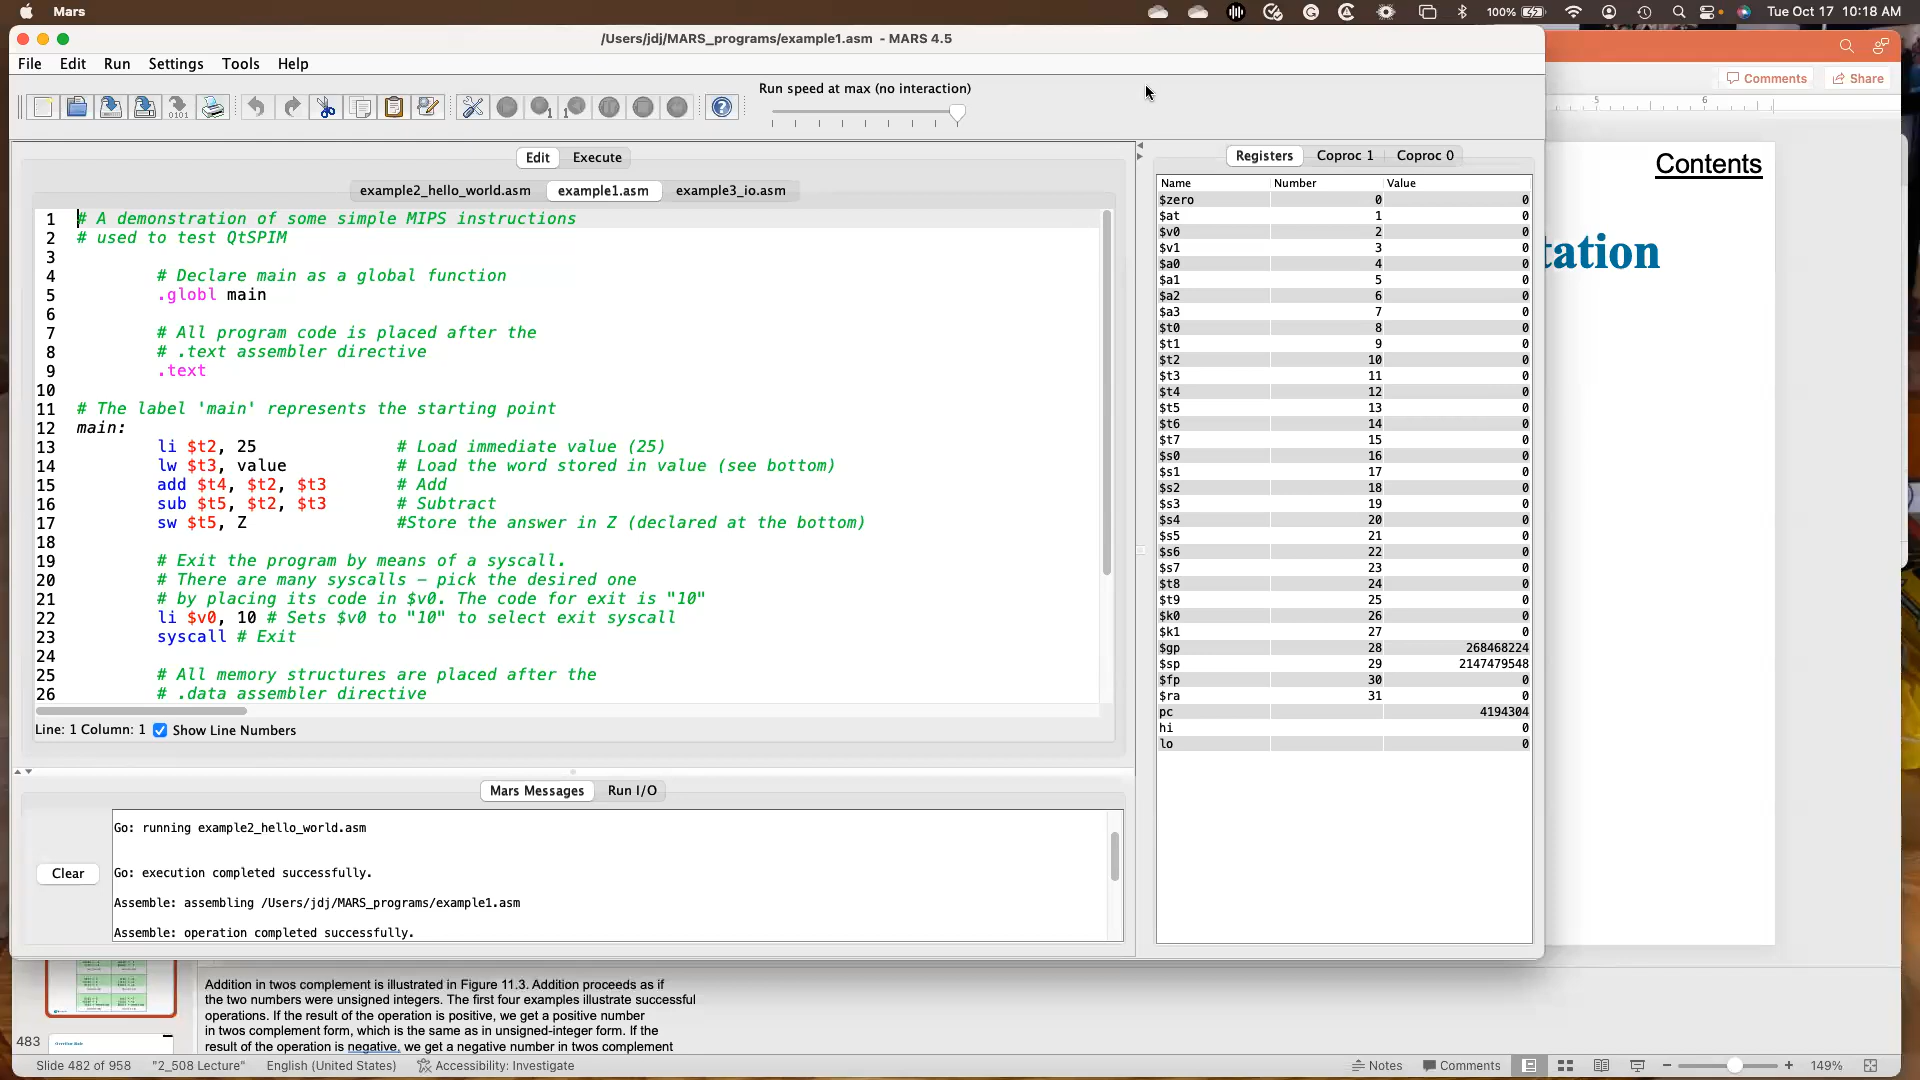 Mars
100%
Tue Oct 17 10:18 AM
/Users/jdj/MARS_programs/example1.asm - MARS 4.5
File Edit Run Settings Tools Help
Run speed at max (no interaction)
Comments Share
5 6
Edit Execute
example2_hello_world.asm example1.asm example3_io.asm
1 # A demonstration of some simple MIPS instructions
2 # used to test QtSPIM
3
4 # Declare main as a global function
5 .globl main
6
7 # All program code is placed after the
8 # .text assembler directive
9 .text
10
11 # The label 'main' represents the starting point
12 main:
13 li $t2, 25 # Load immediate value (25)
14 lw $t3, value # Load the word stored in value (see bottom)
15 add $t4, $t2, $t3 # Add
16 sub $t5, $t2, $t3 # Subtract
17 sw $t5, Z #Store the answer in Z (declared at the bottom)
18
19 # Exit the program by means of a syscall.
20 # There are many syscalls – pick the desired one
21 # by placing its code in $v0. The code for exit is "10"
22 li $v0, 10 # Sets $v0 to "10" to select exit syscall
23 syscall # Exit
24
25 # All memory structures are placed after the
26 # .data assembler directive
Line: 1 Column: 1 Show Line Numbers
Mars Messages Run I/O
Clear
Go: running example2_hello_world.asm
Go: execution completed successfully.
Assemble: assembling /Users/jdj/MARS_programs/example1.asm
Assemble: operation completed successfully.
Registers Coproc 1 Coproc 0
Name Number Value
$zero 0 0
$at 1 0
$v0 2 0
$v1 3 0
$a0 4 0
$a1 5 0
$a2 6 0
$a3 7 0
$t0 8 0
$t1 9 0
$t2 10 0
$t3 11 0
$t4 12 0
$t5 13 0
$t6 14 0
$t7 15 0
$s0 16 0
$s1 17 0
$s2 18 0
$s3 19 0
$s4 20 0
$s5 21 0
$s6 22 0
$s7 23 0
$t8 24 0
$t9 25 0
$k0 26 0
$k1 27 0
$gp 28 268468224
$sp 29 2147479548
$fp 30 0
$ra 31 0
pc 4194304
hi 0
lo 0
Contents
tation
Addition in twos complement is illustrated in Figure 11.3. Addition proceeds as if
the two numbers were unsigned integers. The first four examples illustrate successful
operations. If the result of the operation is positive, we get a positive number
in twos complement form, which is the same as in unsigned-integer form. If the
result of the operation is negative, we get a negative number in twos complement
483
Slide 482 of 958 "2_508 Lecture" English (United States) Accessibility: Investigate Notes Comments 149%